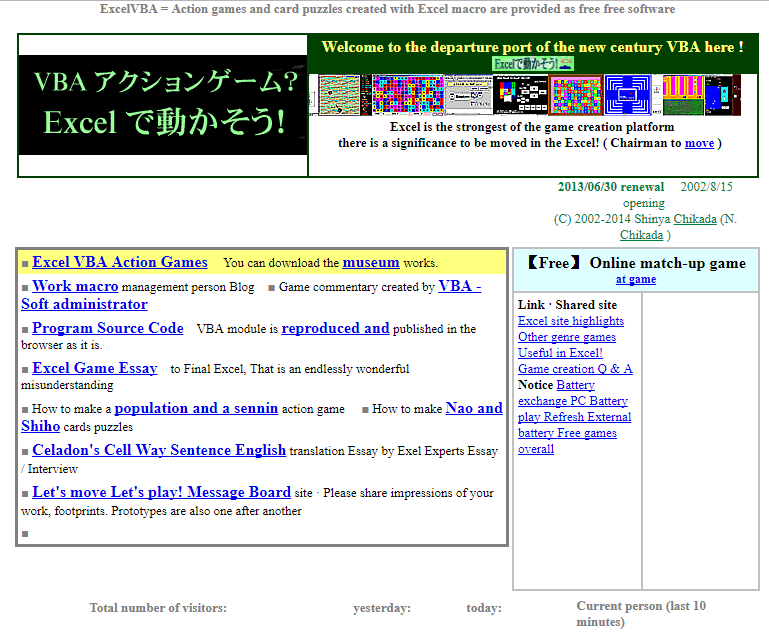 ExcelVBA = Action games and card puzzles created with Excel macro are provided as free free software
VBA アクションゲーム?
Excel で動かそう!
Welcome to the departure port of the new century VBA here !
Excelで動かそう!
Excel is the strongest of the game creation platform
there is a significance to be moved in the Excel! ( Chairman to move )
2013/06/30 renewal 2002/8/15
opening
(C) 2002-2014 Shinya Chikada (N.
Chikada )
■ Excel VBA Action Games You can download the museum works.
■ Work macro management person Blog ■ Game commentary created by VBA -
Soft administrator
■ Program Source Code VBA module is reproduced and published in the
browser as it is.
■ Excel Game Essay to Final Excel, That is an endlessly wonderful
misunderstanding
■ How to make a population and a sennin action game ■ How to make Nao and
Shiho cards puzzles
■ Celadon's Cell Way Sentence English translation Essay by Exel Experts Essay
/ Interview
■ Let's move Let's play! Message Board site · Please share impressions of your
work, footprints. Prototypes are also one after another
■
【Free】 Online match-up game
at game
Link · Shared site
Excel site highlights
Other genre games
Useful in Excel!
Game creation Q & A
Notice Battery
exchange PC Battery
play Refresh External
battery Free games
overall
Total number of visitors: yesterday: today: Current person (last 10
minutes)